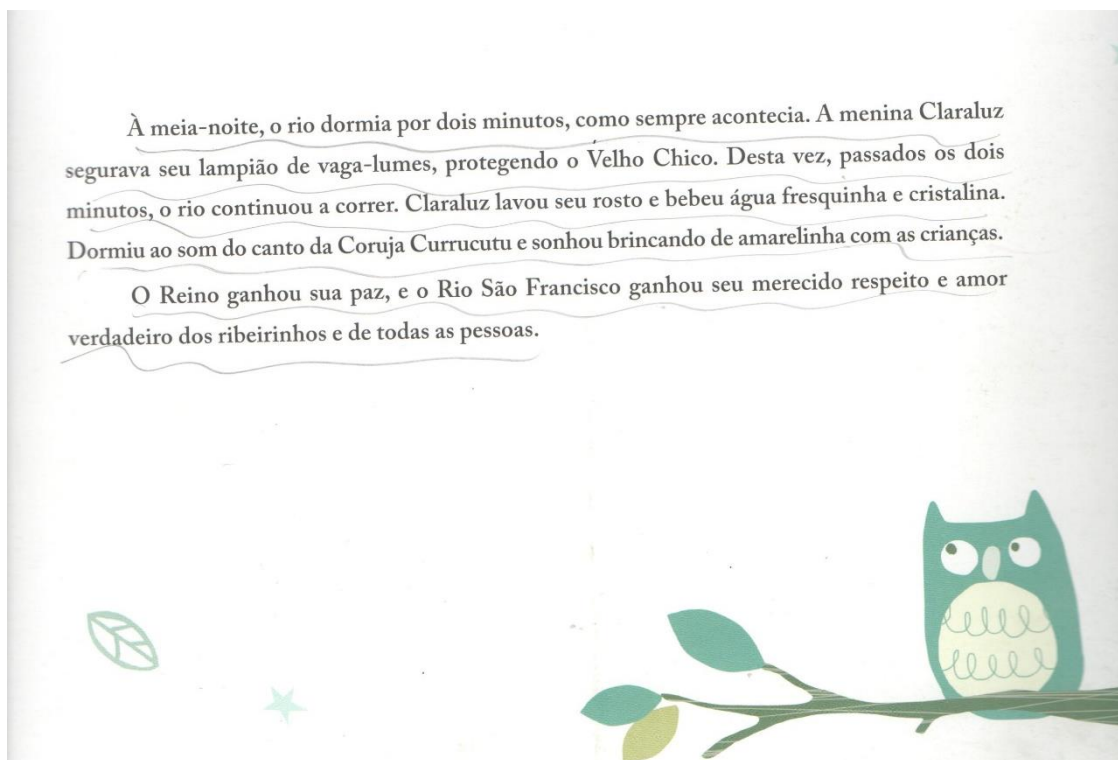 À meia-noite, o rio dormia por dois minutos, como sempre acontecia. A menina Claraluz
segurava seu lampião de vaga-lumes, protegendo o Velho Chico. Desta vez, passados os dois
minutos, o rio continuou a correr. Claraluz lavou seu rosto e bebeu água fresquinha e cristalina.
Dormiu ao som do canto da Coruja Currucutu e sonhou brincando de amarelinha com as crianças.
O Reino ganhou sua paz, e o Rio São Francisco ganhou seu merecido respeito e amor
verdadeiro dos ribeirinhos e de todas as pessoas.